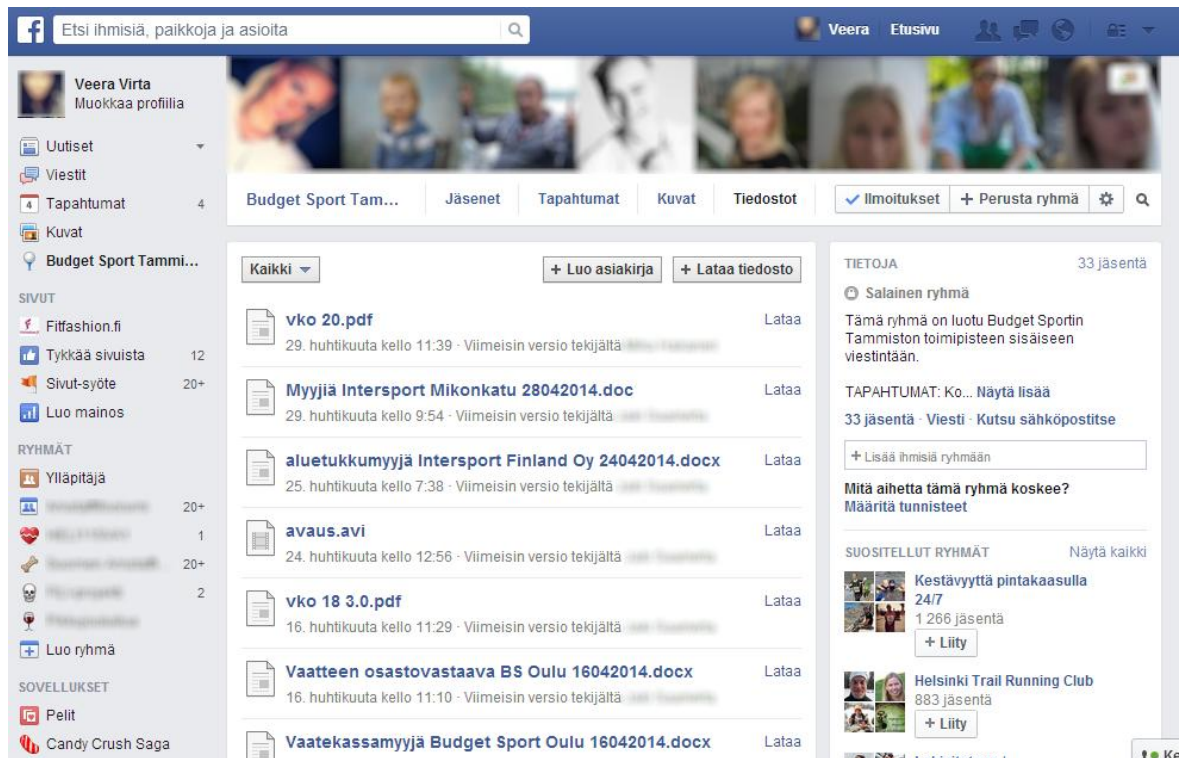 Etsi ihmisiä, paikkoja ja asioita
Veera Etusivu
Veera Virta
Muokkaa profiilia
Uutiset
Viestit
4 Tapahtumat 4
Kuvat
Budget Sport Tammi...
SIVUT
Fitfashion.fi
Tykkää sivuista 12
Sivut-syöte 20+
Luo mainos
RYHMÄT
Ylläpitäjä
20+
1
20+
2
Luo ryhmä
SOVELLUKSET
Pelit
Candy Crush Saga
Budget Sport Tam... Jäsenet Tapahtumat Kuvat Tiedostot
Ilmoitukset + Perusta ryhmä
Kaikki + Luo asiakirja + Lataa tiedosto
vko 20.pdf Lataa
29. huhtikuuta kello 11:39 · Viimeisin versio tekijältä
Myyjiä Intersport Mikonkatu 28042014.doc Lataa
29. huhtikuuta kello 9:54 · Viimeisin versio tekijältä
aluetukkumyyjä Intersport Finland Oy 24042014.docx Lataa
25. huhtikuuta kello 7:38 · Viimeisin versio tekijältä
avaus.avi Lataa
24. huhtikuuta kello 12:56 · Viimeisin versio tekijältä
vko 18 3.0.pdf Lataa
16. huhtikuuta kello 11:29 · Viimeisin versio tekijältä
Vaatteen osastovastaava BS Oulu 16042014.docx Lataa
16. huhtikuuta kello 11:10 · Viimeisin versio tekijältä
Vaatekassamyyjä Budget Sport Oulu 16042014.docx Lataa
TIETOJA 33 jäsentä
Salainen ryhmä
Tämä ryhmä on luotu Budget Sportin
Tammiston toimipisteen sisäiseen
viestintään.
TAPAHTUMAT: Ko... Näytä lisää
33 jäsentä · Viesti · Kutsu sähköpostitse
+ Lisää ihmisiä ryhmään
Mitä aihetta tämä ryhmä koskee?
Määritä tunnisteet
SUOSITELLUT RYHMÄT Näytä kaikki
Kestävyyttä pintakaasulla
24/7
1 266 jäsentä
+ Liity
Helsinki Trail Running Club
883 jäsentä
+ Liity